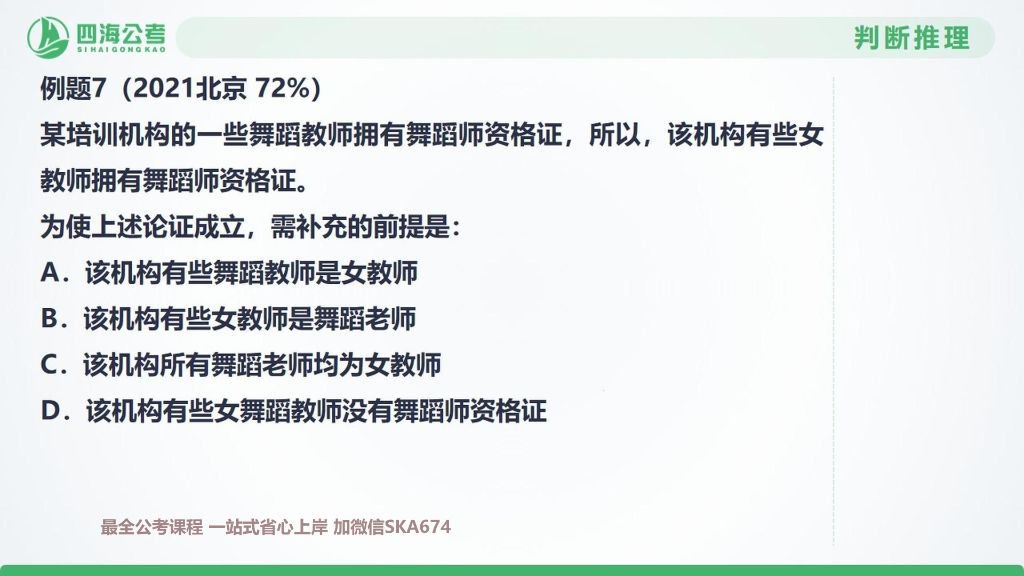 四海公考
SIHAIGONGKAO
判断推理
例题7（2021北京 72%）
某培训机构的一些舞蹈教师拥有舞蹈师资格证，所以，该机构有些女
教师拥有舞蹈师资格证。
为使上述论证成立，需补充的前提是：
A．该机构有些舞蹈教师是女教师
B．该机构有些女教师是舞蹈老师
C．该机构所有舞蹈老师均为女教师
D．该机构有些女舞蹈教师没有舞蹈师资格证
最全公考课程 一站式省心上岸 加微信SKA674